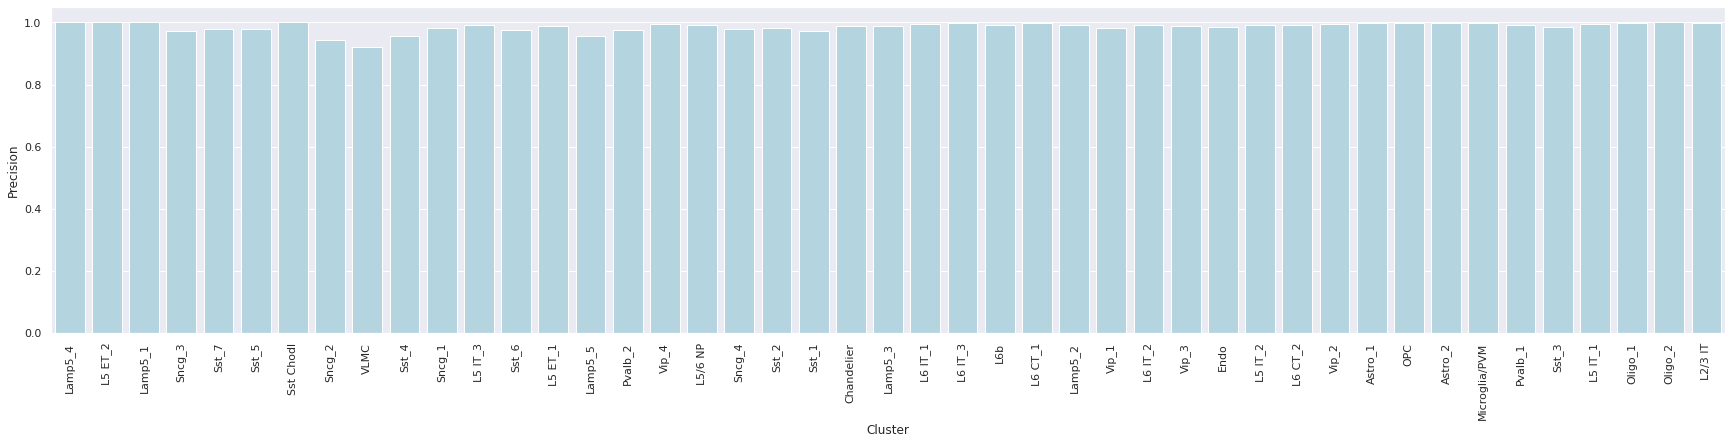 1.0
0.8
0.6
0.4
0.2
0.0
Precision
Lamp5_4
L5 ET_2
Lamp5_1
Sncg_3
Sst_7
Sst_5
Sst Chodl
Sncg_2
VLMC
Sst_4
Sncg_1
L5 IT_3
Sst_6
L5 ET_1
Lamp5_5
Pvalb_2
Vip_4
L5/6 NP
Sncg_4
Sst_2
Sst_1
Chandelier
Lamp5_3
L6 IT_1
L6 IT_3
L6b
L6 CT_1
Lamp5_2
Vip_1
L6 IT_2
Vip_3
Endo
L5 IT_2
L6 CT_2
Vip_2
Astro_1
OPC
Astro_2
Microglia/PVM
Pvalb_1
Sst_3
L5 IT_1
Oligo_1
Oligo_2
L2/3 IT
Cluster